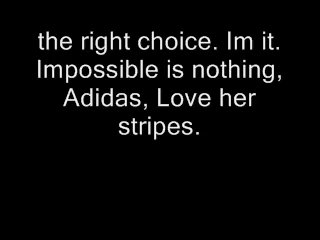 the right choice. Im it.
Impossible is nothing,
Adidas, Love her
stripes.